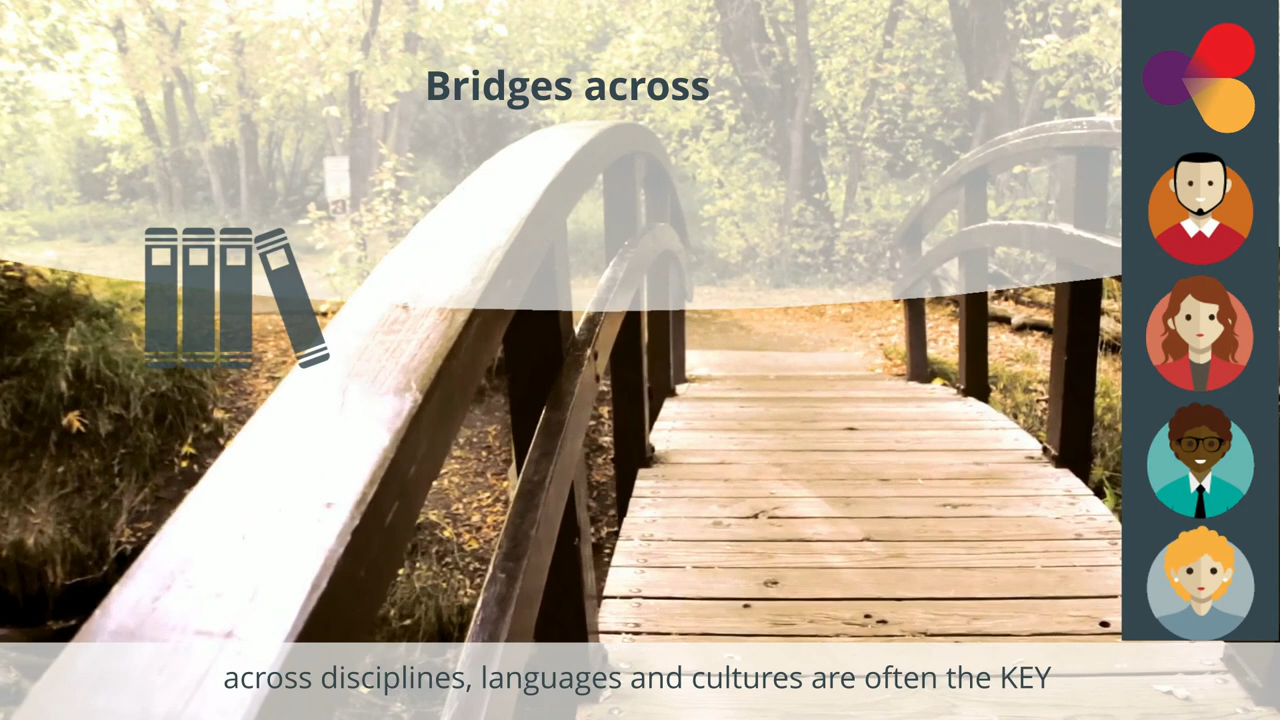 Bridges across
across disciplines, languages and cultures are often the KEY